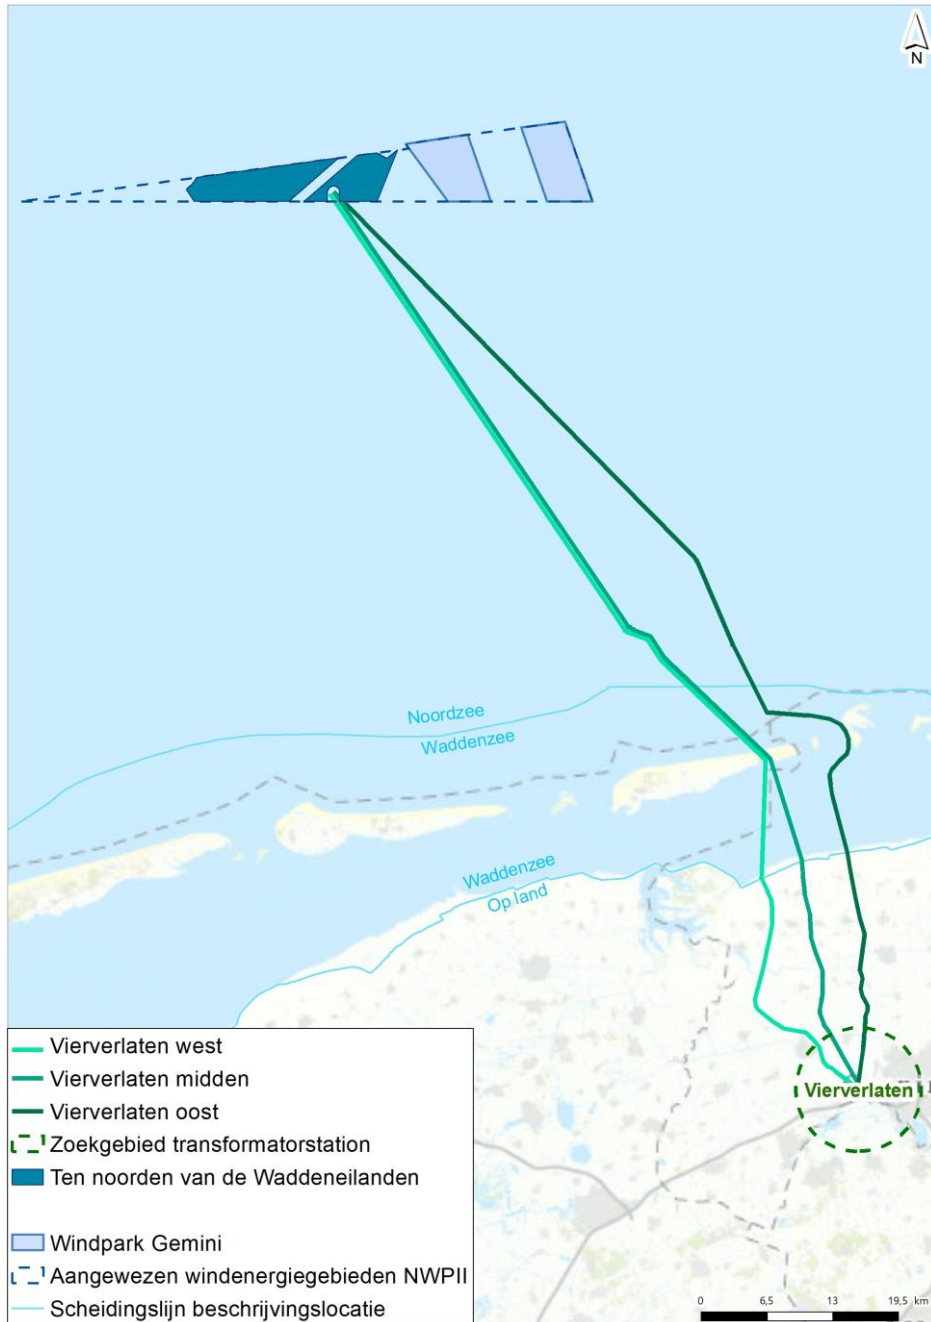 N
Noordzee
Waddenzee
Waddenzee
Op land
Vierverlaten
Vierverlaten west
Vierverlaten midden
Vierverlaten oost
Zoekgebied transformatorstation
Ten noorden van de Waddeneilanden
Windpark Gemini
Aangewezen windenergiegebieden NWPII
Scheidingslijn beschrijvingslocatie
0 6,5 13 19,5 km